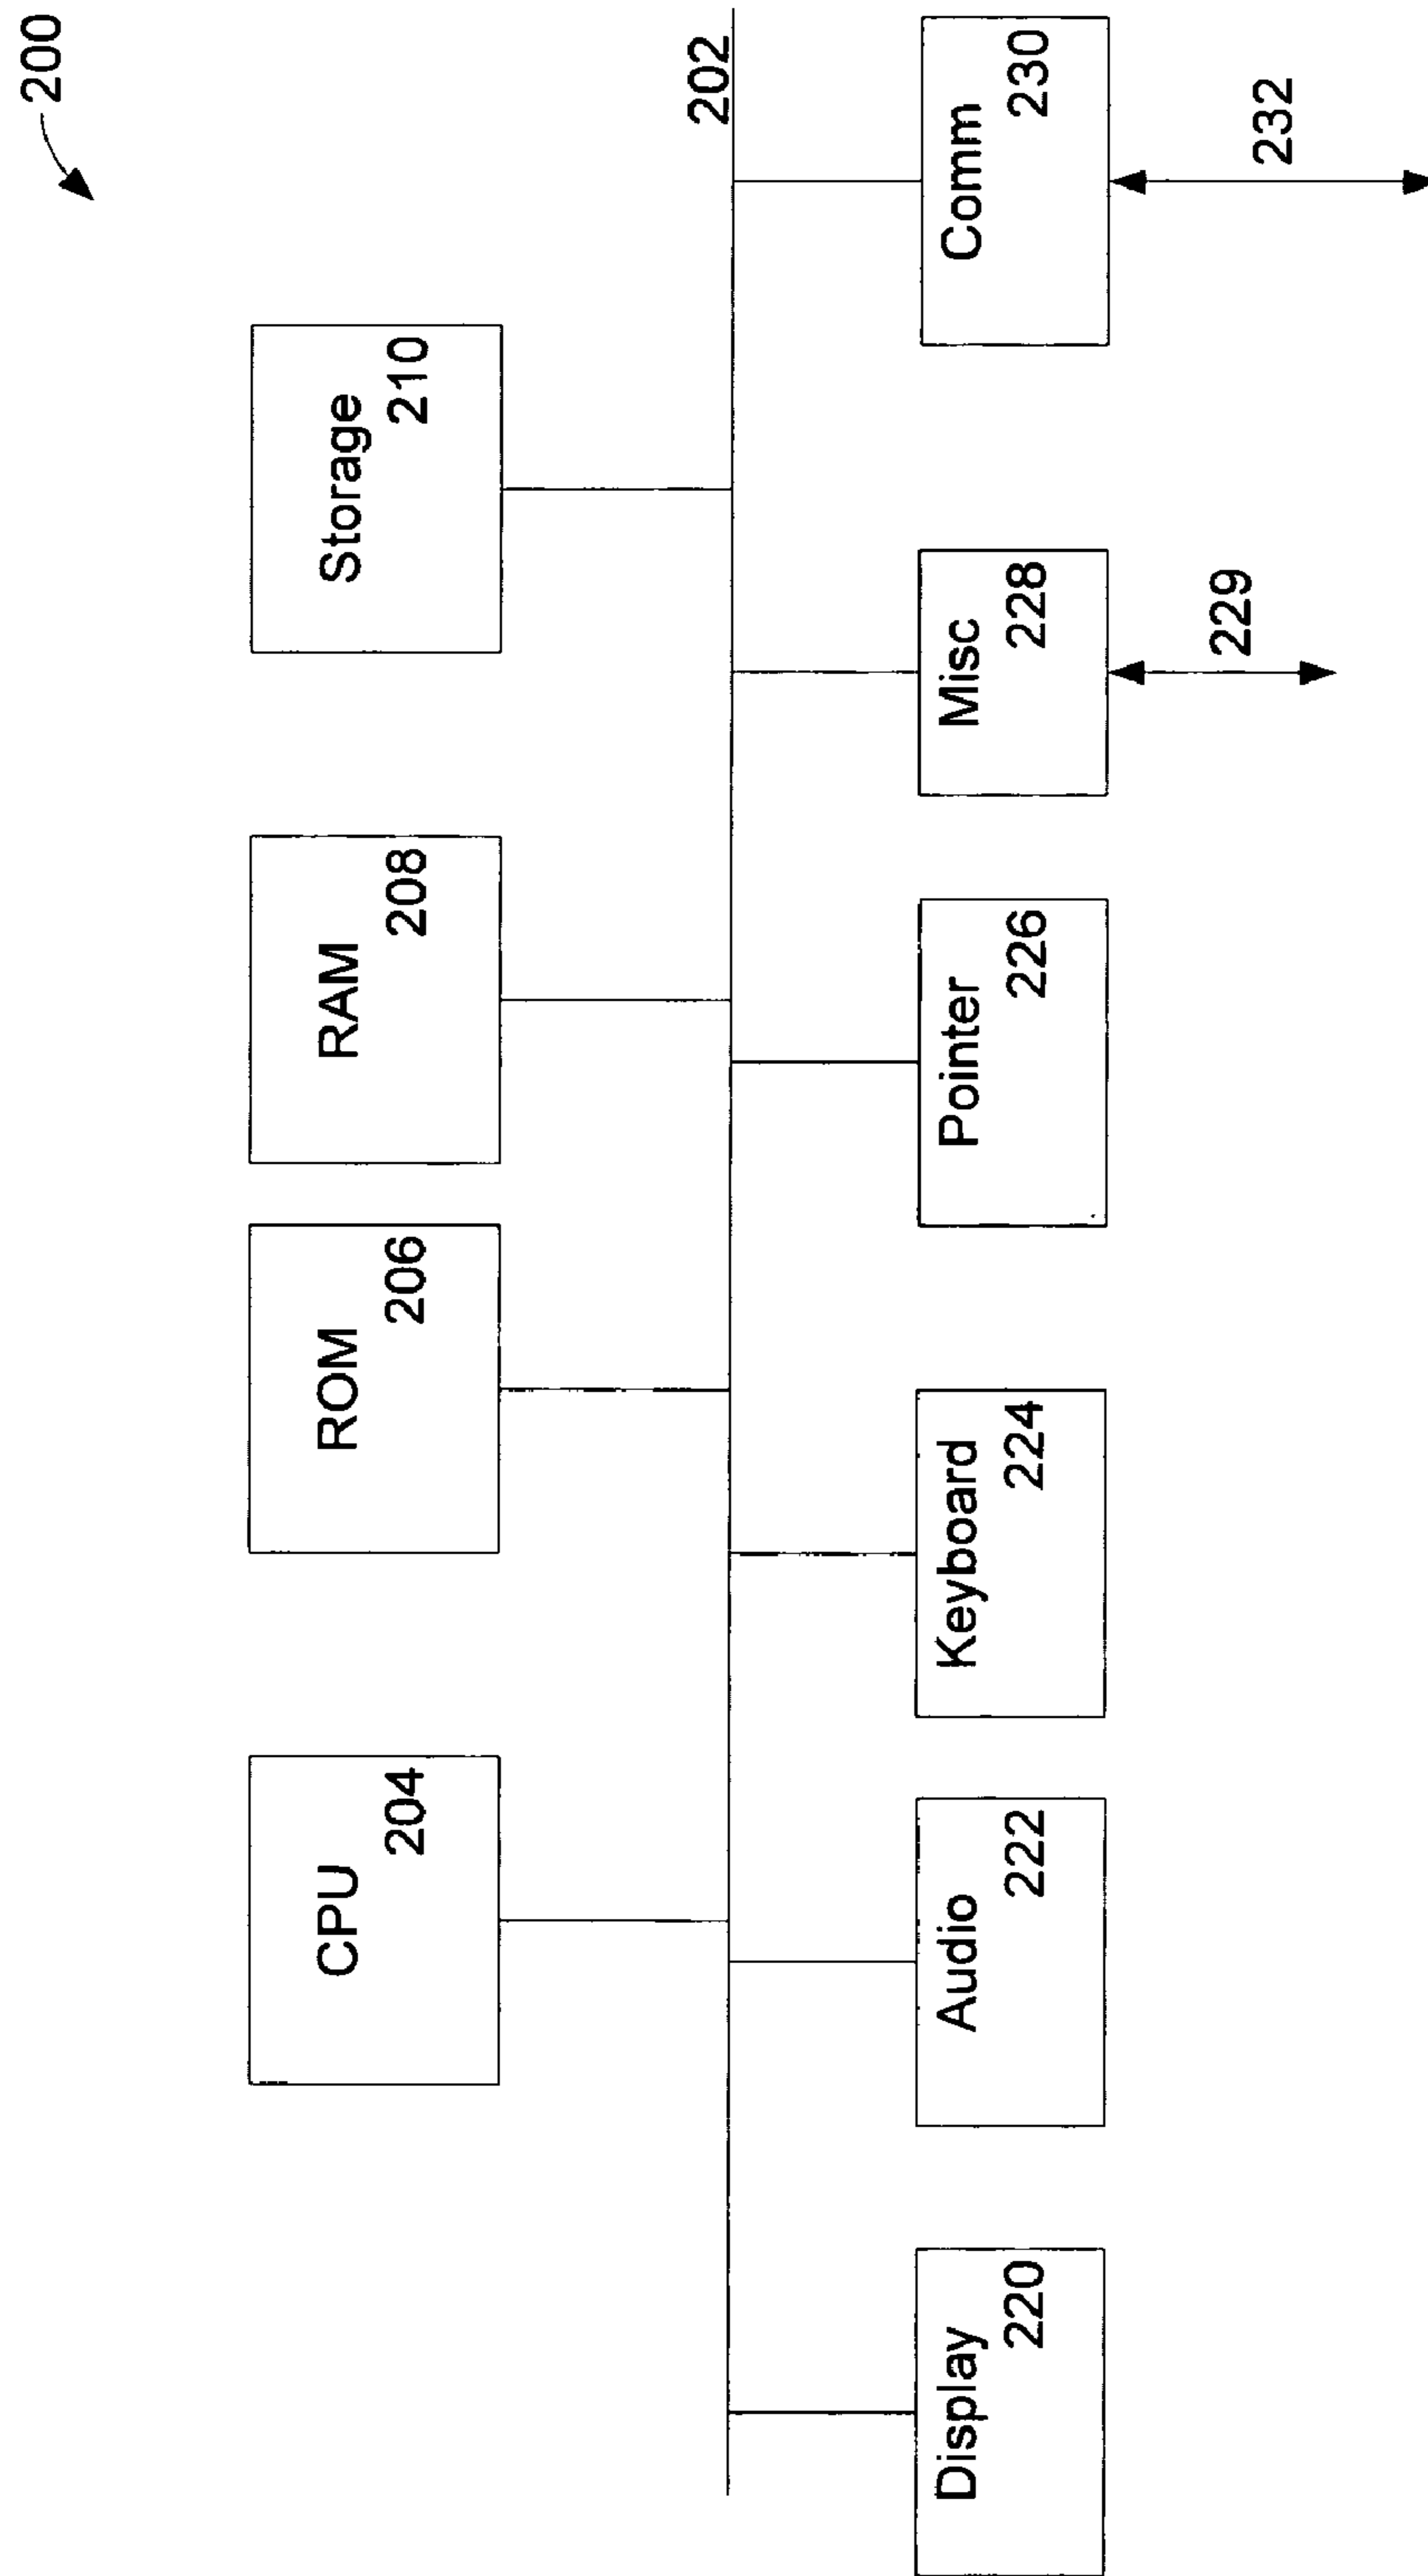 200
CPU
204
ROM
206
RAM
208
Storage
210
202
Display
220
Audio
222
Keyboard
224
Pointer
226
Misc
228
Comm
230
229
232